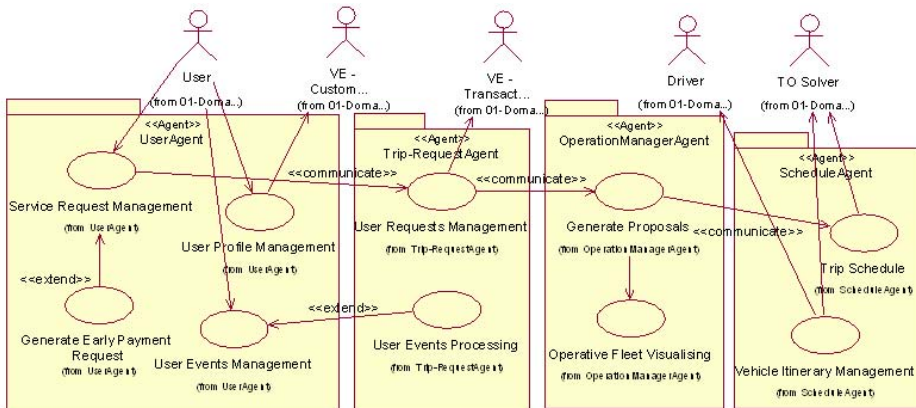 User
(from 01-Doma...)
VE -
Custom...
(from 01-Doma...)
VE -
Transact...
(from 01-Doma...)
Driver
(from 01-Doma...)
TO Solver
(from 01-Doma...)
<<Agent>>
UserAgent
Service Request Management
(from UserAgent)
User Profile Management
(from UserAgent)
<<extend>>
Generate Early Payment
Request
(from UserAgent)
User Events Management
(from UserAgent)
<<communicate>>
<<Agent>>
Trip-RequestAgent
User Requests Management
(from Trip-RequestAgent)
<<extend>>
User Events Processing
(from Trip-RequestAgent)
<<communicate>>
<<Agent>>
OperationManagerAgent
Generate Proposals
(from OperationManagerAgent)
Operative Fleet Visualising
(from OperationManagerAgent)
<<communicate>>
<<Agent>>
ScheduleAgent
Trip Schedule
(from ScheduleAgent)
Vehicle Itinerary Management
(from ScheduleAgent)